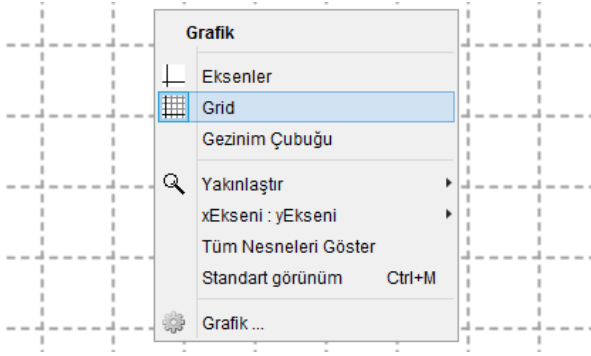 Grafik
Eksenler
Grid
Gezinim Çubuğu
Yakınlaştır
xEkseni : yEkseni
Tüm Nesneleri Göster
Standart görünüm Ctrl+M
Grafik ...